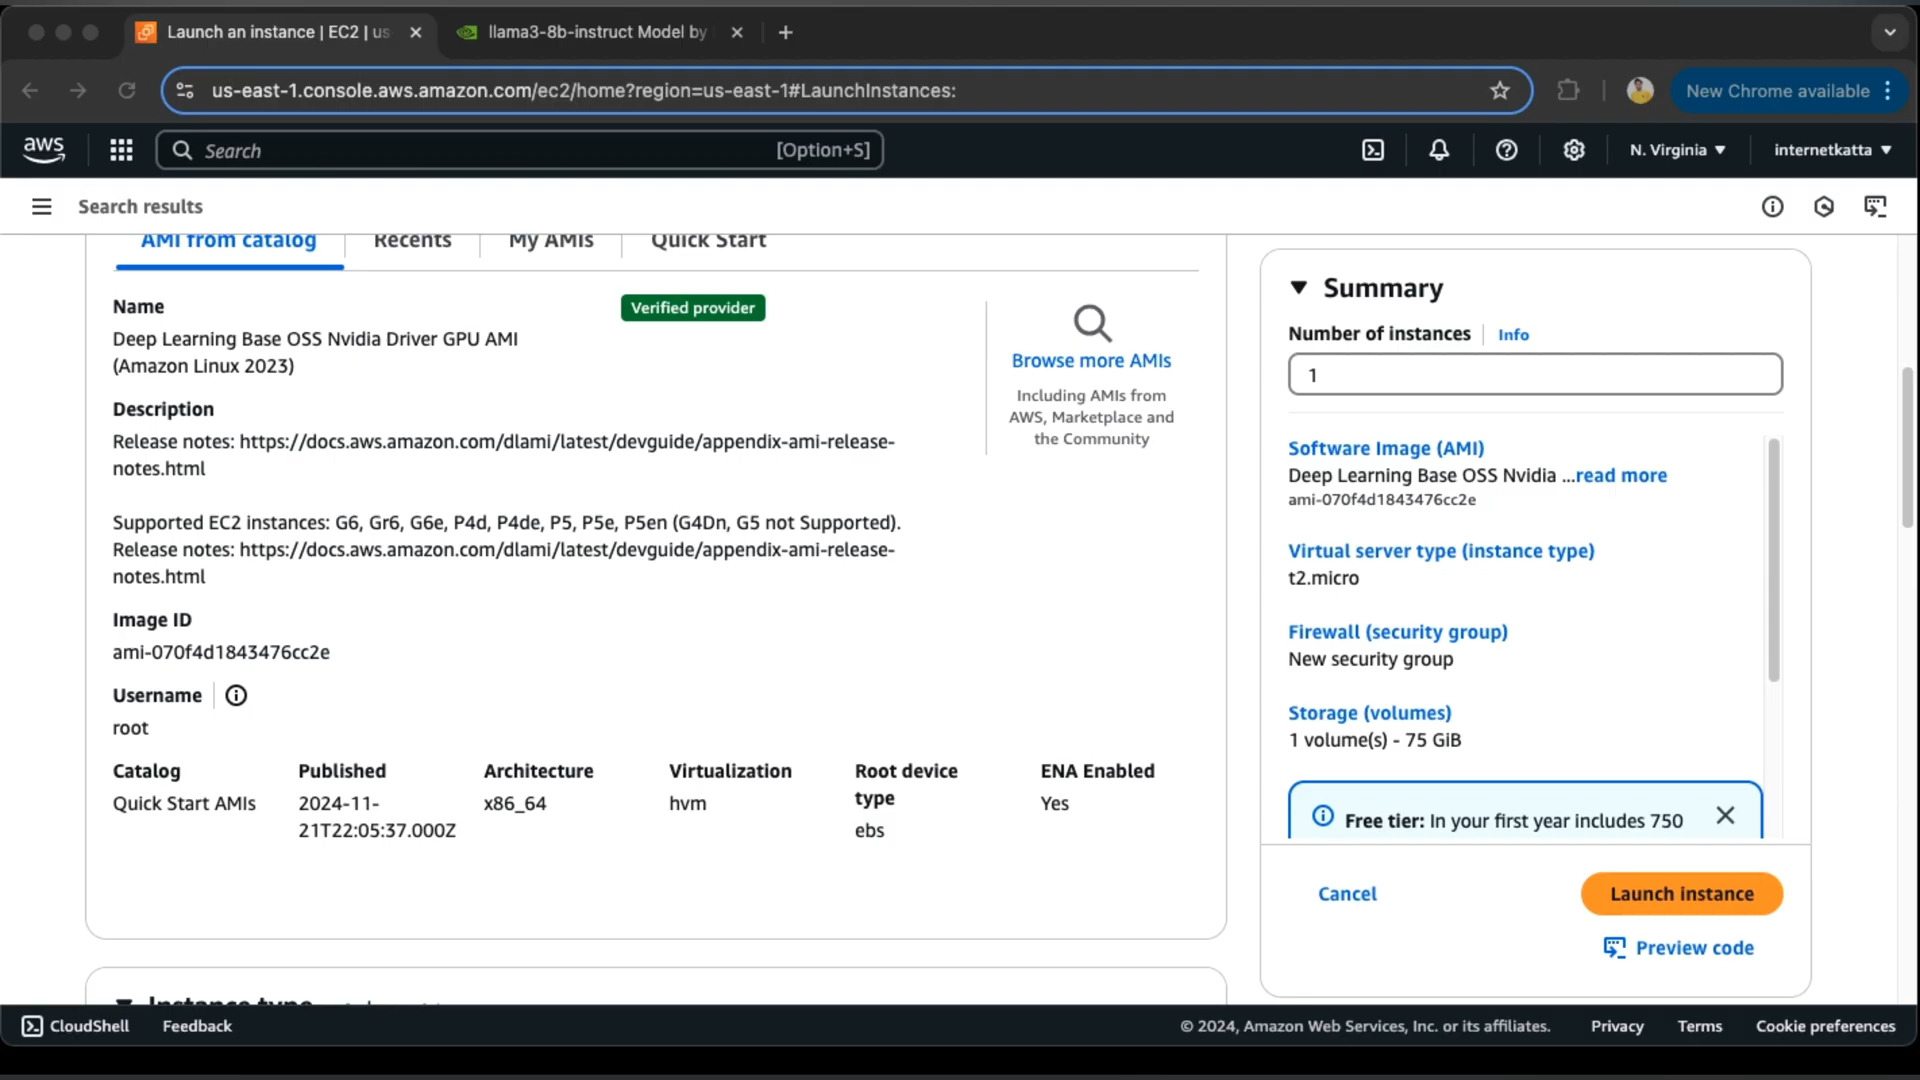 Launch an instance | EC2 | us
llama3-8b-instruct Model by
us-east-1.console.aws.amazon.com/ec2/home?region=us-east-1#LaunchInstances:
New Chrome available
aws
Search
[Option+S]
N. Virginia
internetkatta
Search results
AMI from catalog
Recents
My AMIs
Quick Start
Name
Verified provider
Deep Learning Base OSS Nvidia Driver GPU AMI
(Amazon Linux 2023)
Description
Release notes: https://docs.aws.amazon.com/dlami/latest/devguide/appendix-ami-release-
notes.html
Supported EC2 instances: G6, Gr6, G6e, P4d, P4de, P5, P5e, P5en (G4Dn, G5 not Supported).
Release notes: https://docs.aws.amazon.com/dlami/latest/devguide/appendix-ami-release-
notes.html
Image ID
ami-070f4d1843476cc2e
Username
root
Catalog
Quick Start AMIs
Published
2024-11-
21T22:05:37.000Z
Architecture
x86_64
Virtualization
hvm
Root device
type
ebs
ENA Enabled
Yes
Browse more AMIs
Including AMIs from
AWS, Marketplace and
the Community
Instance type
Summary
Number of instances
Info
1
Software Image (AMI)
Deep Learning Base OSS Nvidia ...read more
ami-070f4d1843476cc2e
Virtual server type (instance type)
t2.micro
Firewall (security group)
New security group
Storage (volumes)
1 volume(s) - 75 GiB
Free tier: In your first year includes 750
Cancel
Launch instance
Preview code
CloudShell
Feedback
© 2024, Amazon Web Services, Inc. or its affiliates.
Privacy
Terms
Cookie preferences